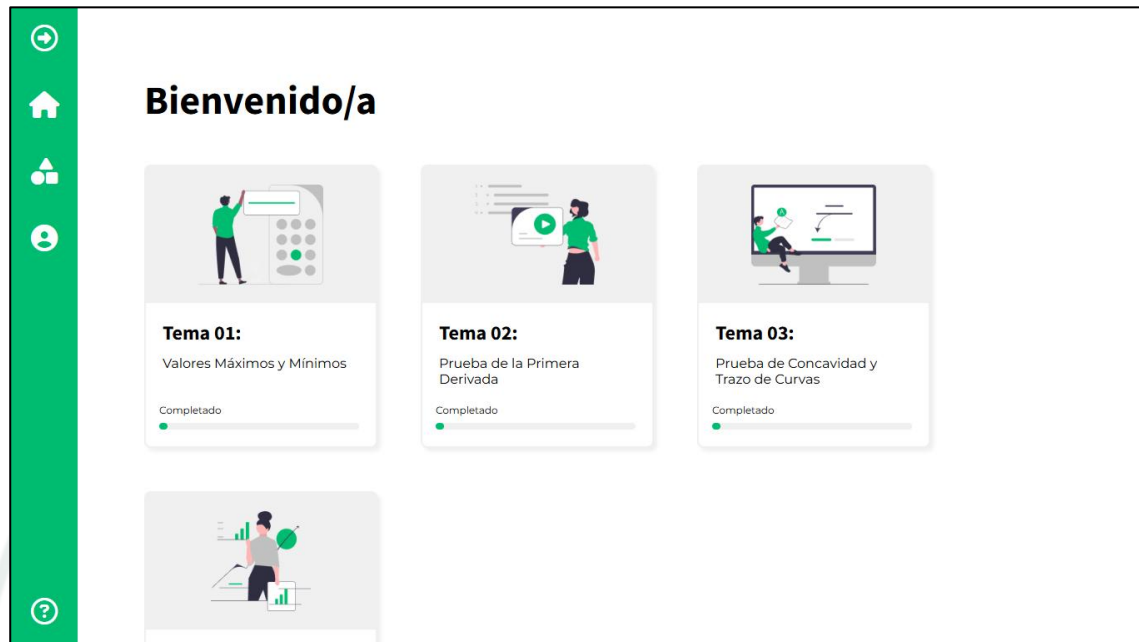 Bienvenido/a
Tema 01:
Valores Máximos y Mínimos
Completado
Tema 02:
Prueba de la Primera
Derivada
Completado
Tema 03:
Prueba de Concavidad y
Trazo de Curvas
Completado